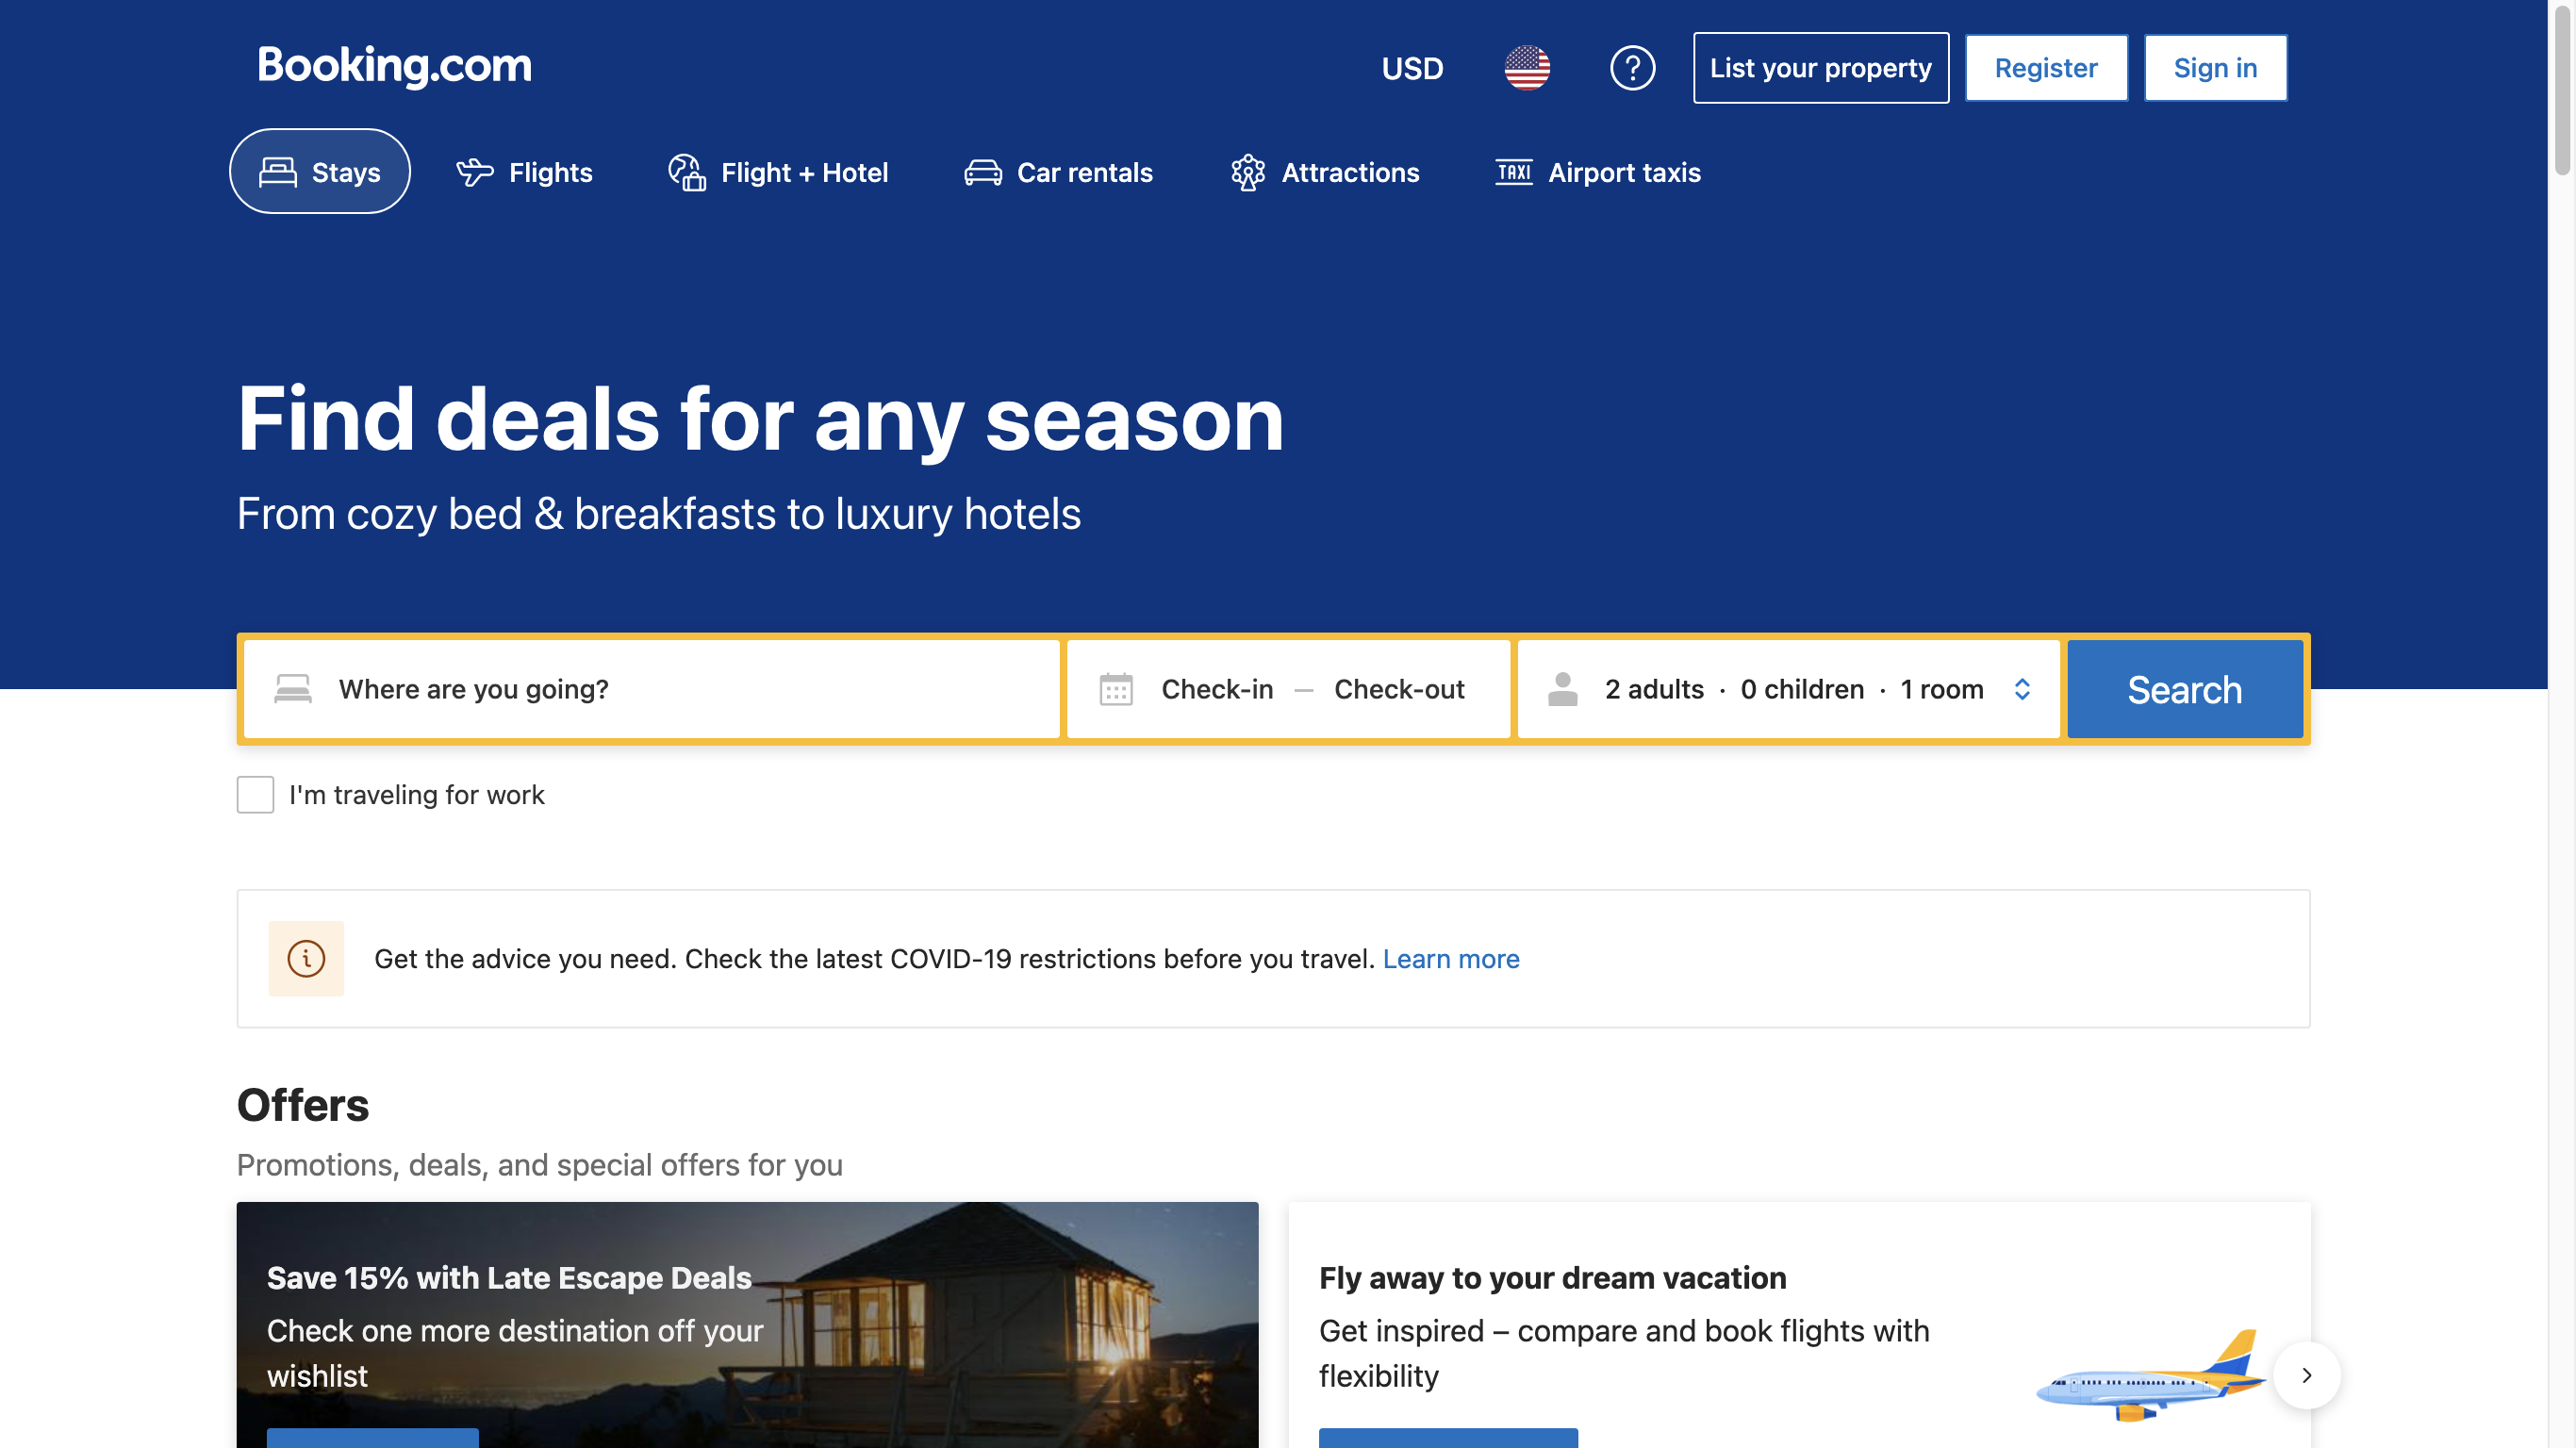 Booking.com
USD
List your property
Register
Sign in
Stays
Flights
Flight + Hotel
Car rentals
Attractions
TAXI
Airport taxis
Find deals for any season
From cozy bed & breakfasts to luxury hotels
Where are you going?
Check-in — Check-out
2 adults · 0 children · 1 room
Search
I'm traveling for work
Get the advice you need. Check the latest COVID-19 restrictions before you travel. Learn more
Offers
Promotions, deals, and special offers for you
Save 15% with Late Escape Deals
Check one more destination off your
wishlist
Fly away to your dream vacation
Get inspired – compare and book flights with
flexibility